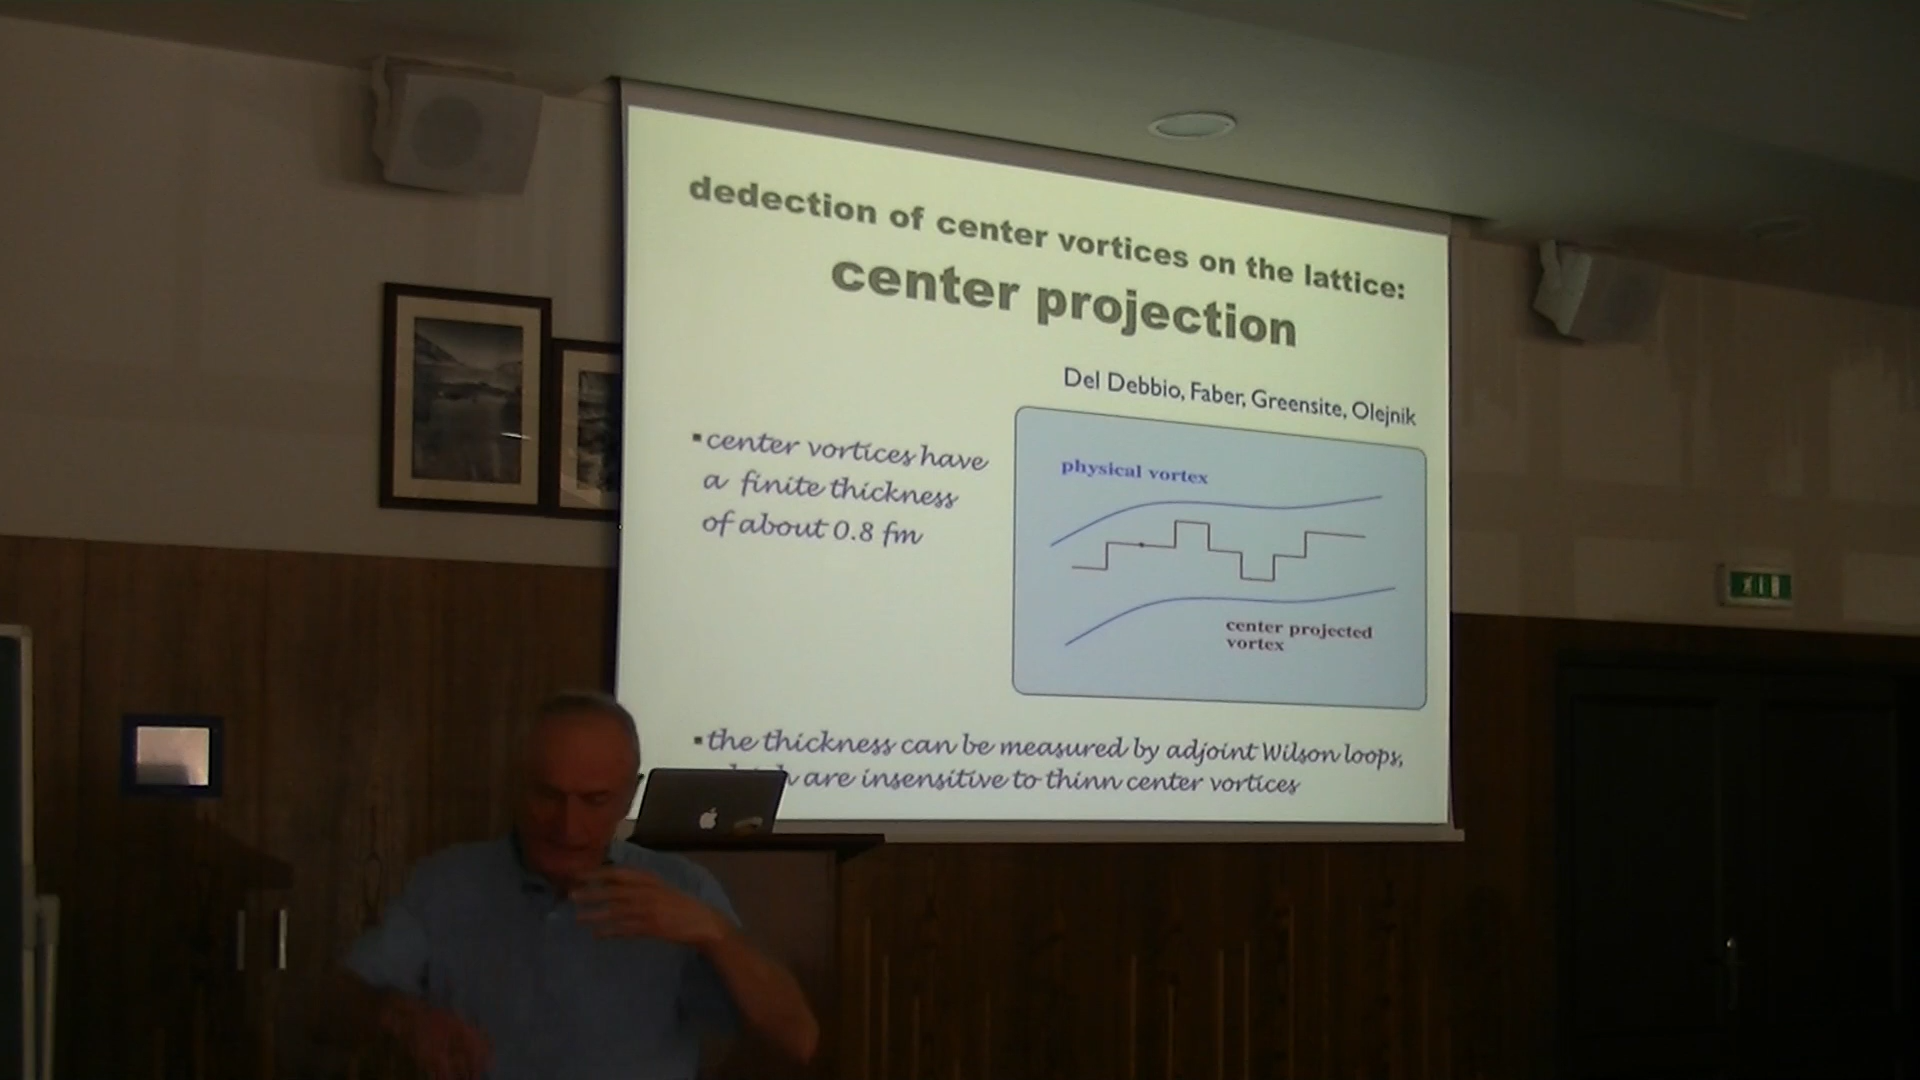 dedection of center vortices on the lattice:
center projection
Del Debbio, Faber, Greensite, Olejnik
▪center vortices have
a finite thickness
of about 0.8 fm
physical vortex
center projected
vortex
▪the thickness can be measured by adjoint Wilson loops,
are insensitive to thinn center vortices